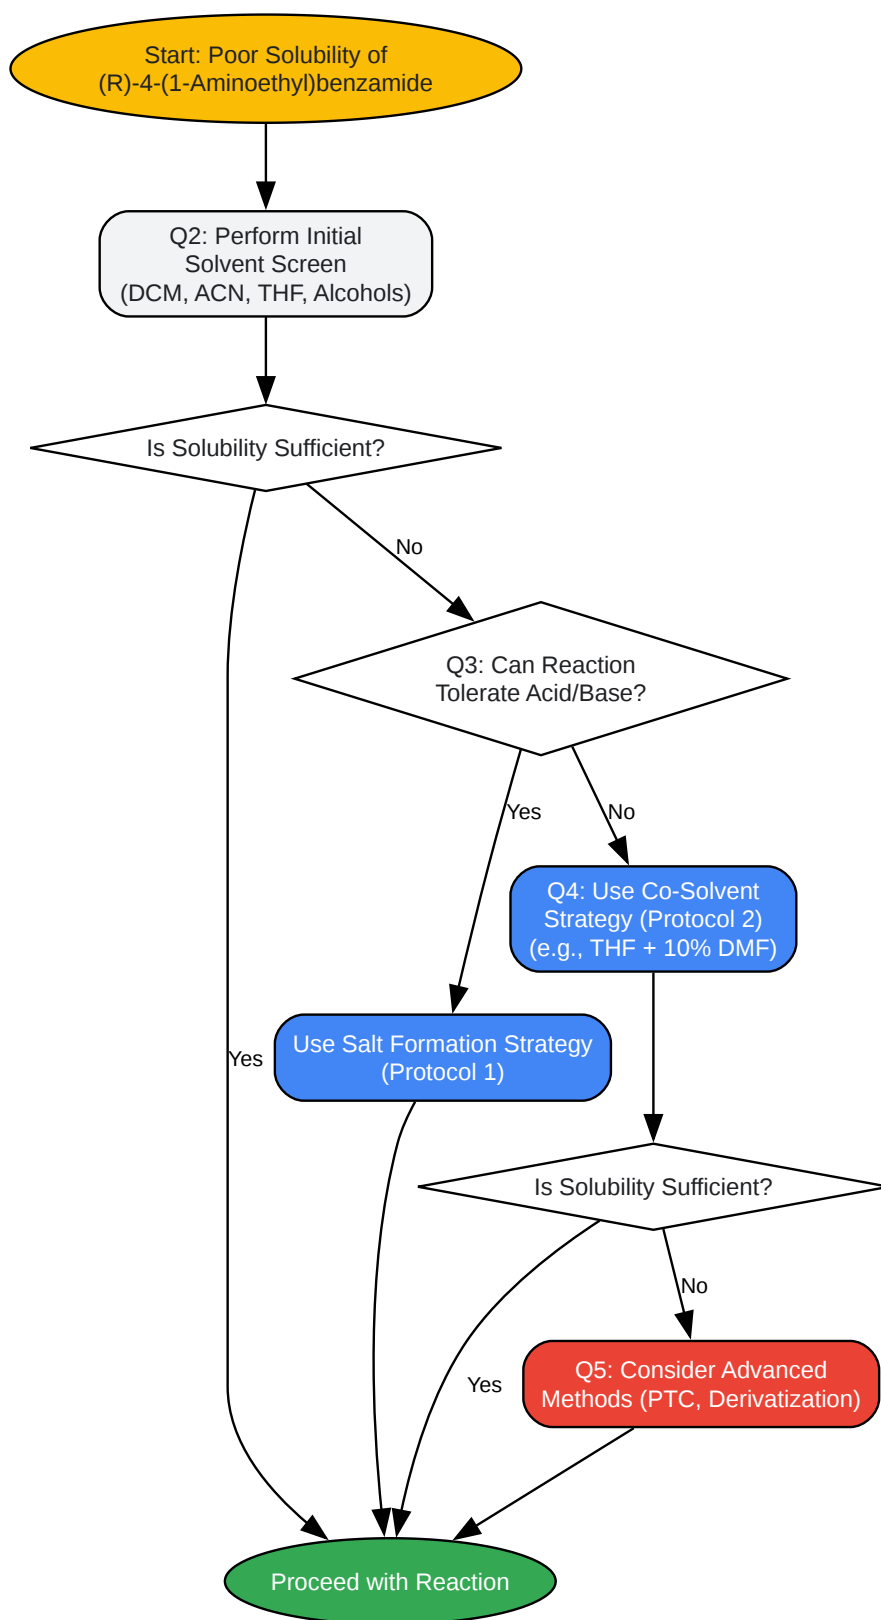 Start: Poor Solubility of
(R)-4-(1-Aminoethyl)benzamide
Q2: Perform Initial
Solvent Screen
(DCM, ACN, THF, Alcohols)
Is Solubility Sufficient?
No
Q3: Can Reaction
Tolerate Acid/Base?
Yes
No
Q4: Use Co-Solvent
Strategy (Protocol 2)
(e.g., THF + 10% DMF)
Yes
Use Salt Formation Strategy
(Protocol 1)
Is Solubility Sufficient?
No
Yes
Q5: Consider Advanced
Methods (PTC, Derivatization)
Proceed with Reaction